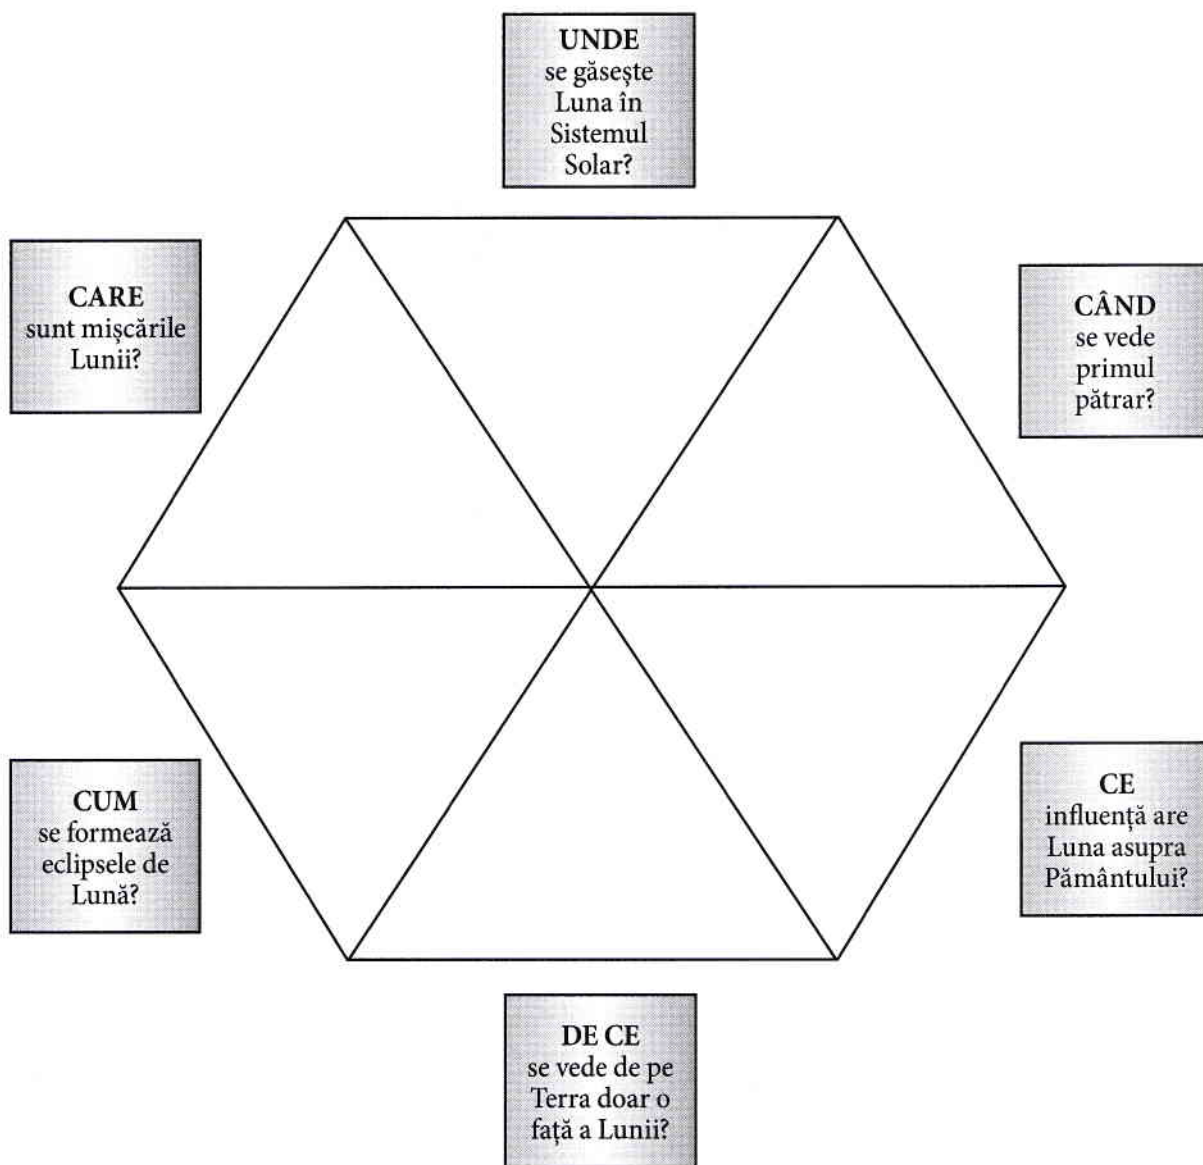 UNDE
se găsește
Luna în
Sistemul
Solar?
CARE
sunt mișcările
Lunii?
CÂND
se vede
primul
pătrar?
CUM
se formează
eclipsele de
Lună?
CE
influență are
Luna asupra
Pământului?
DE CE
se vede de pe
Terra doar o
față a Lunii?